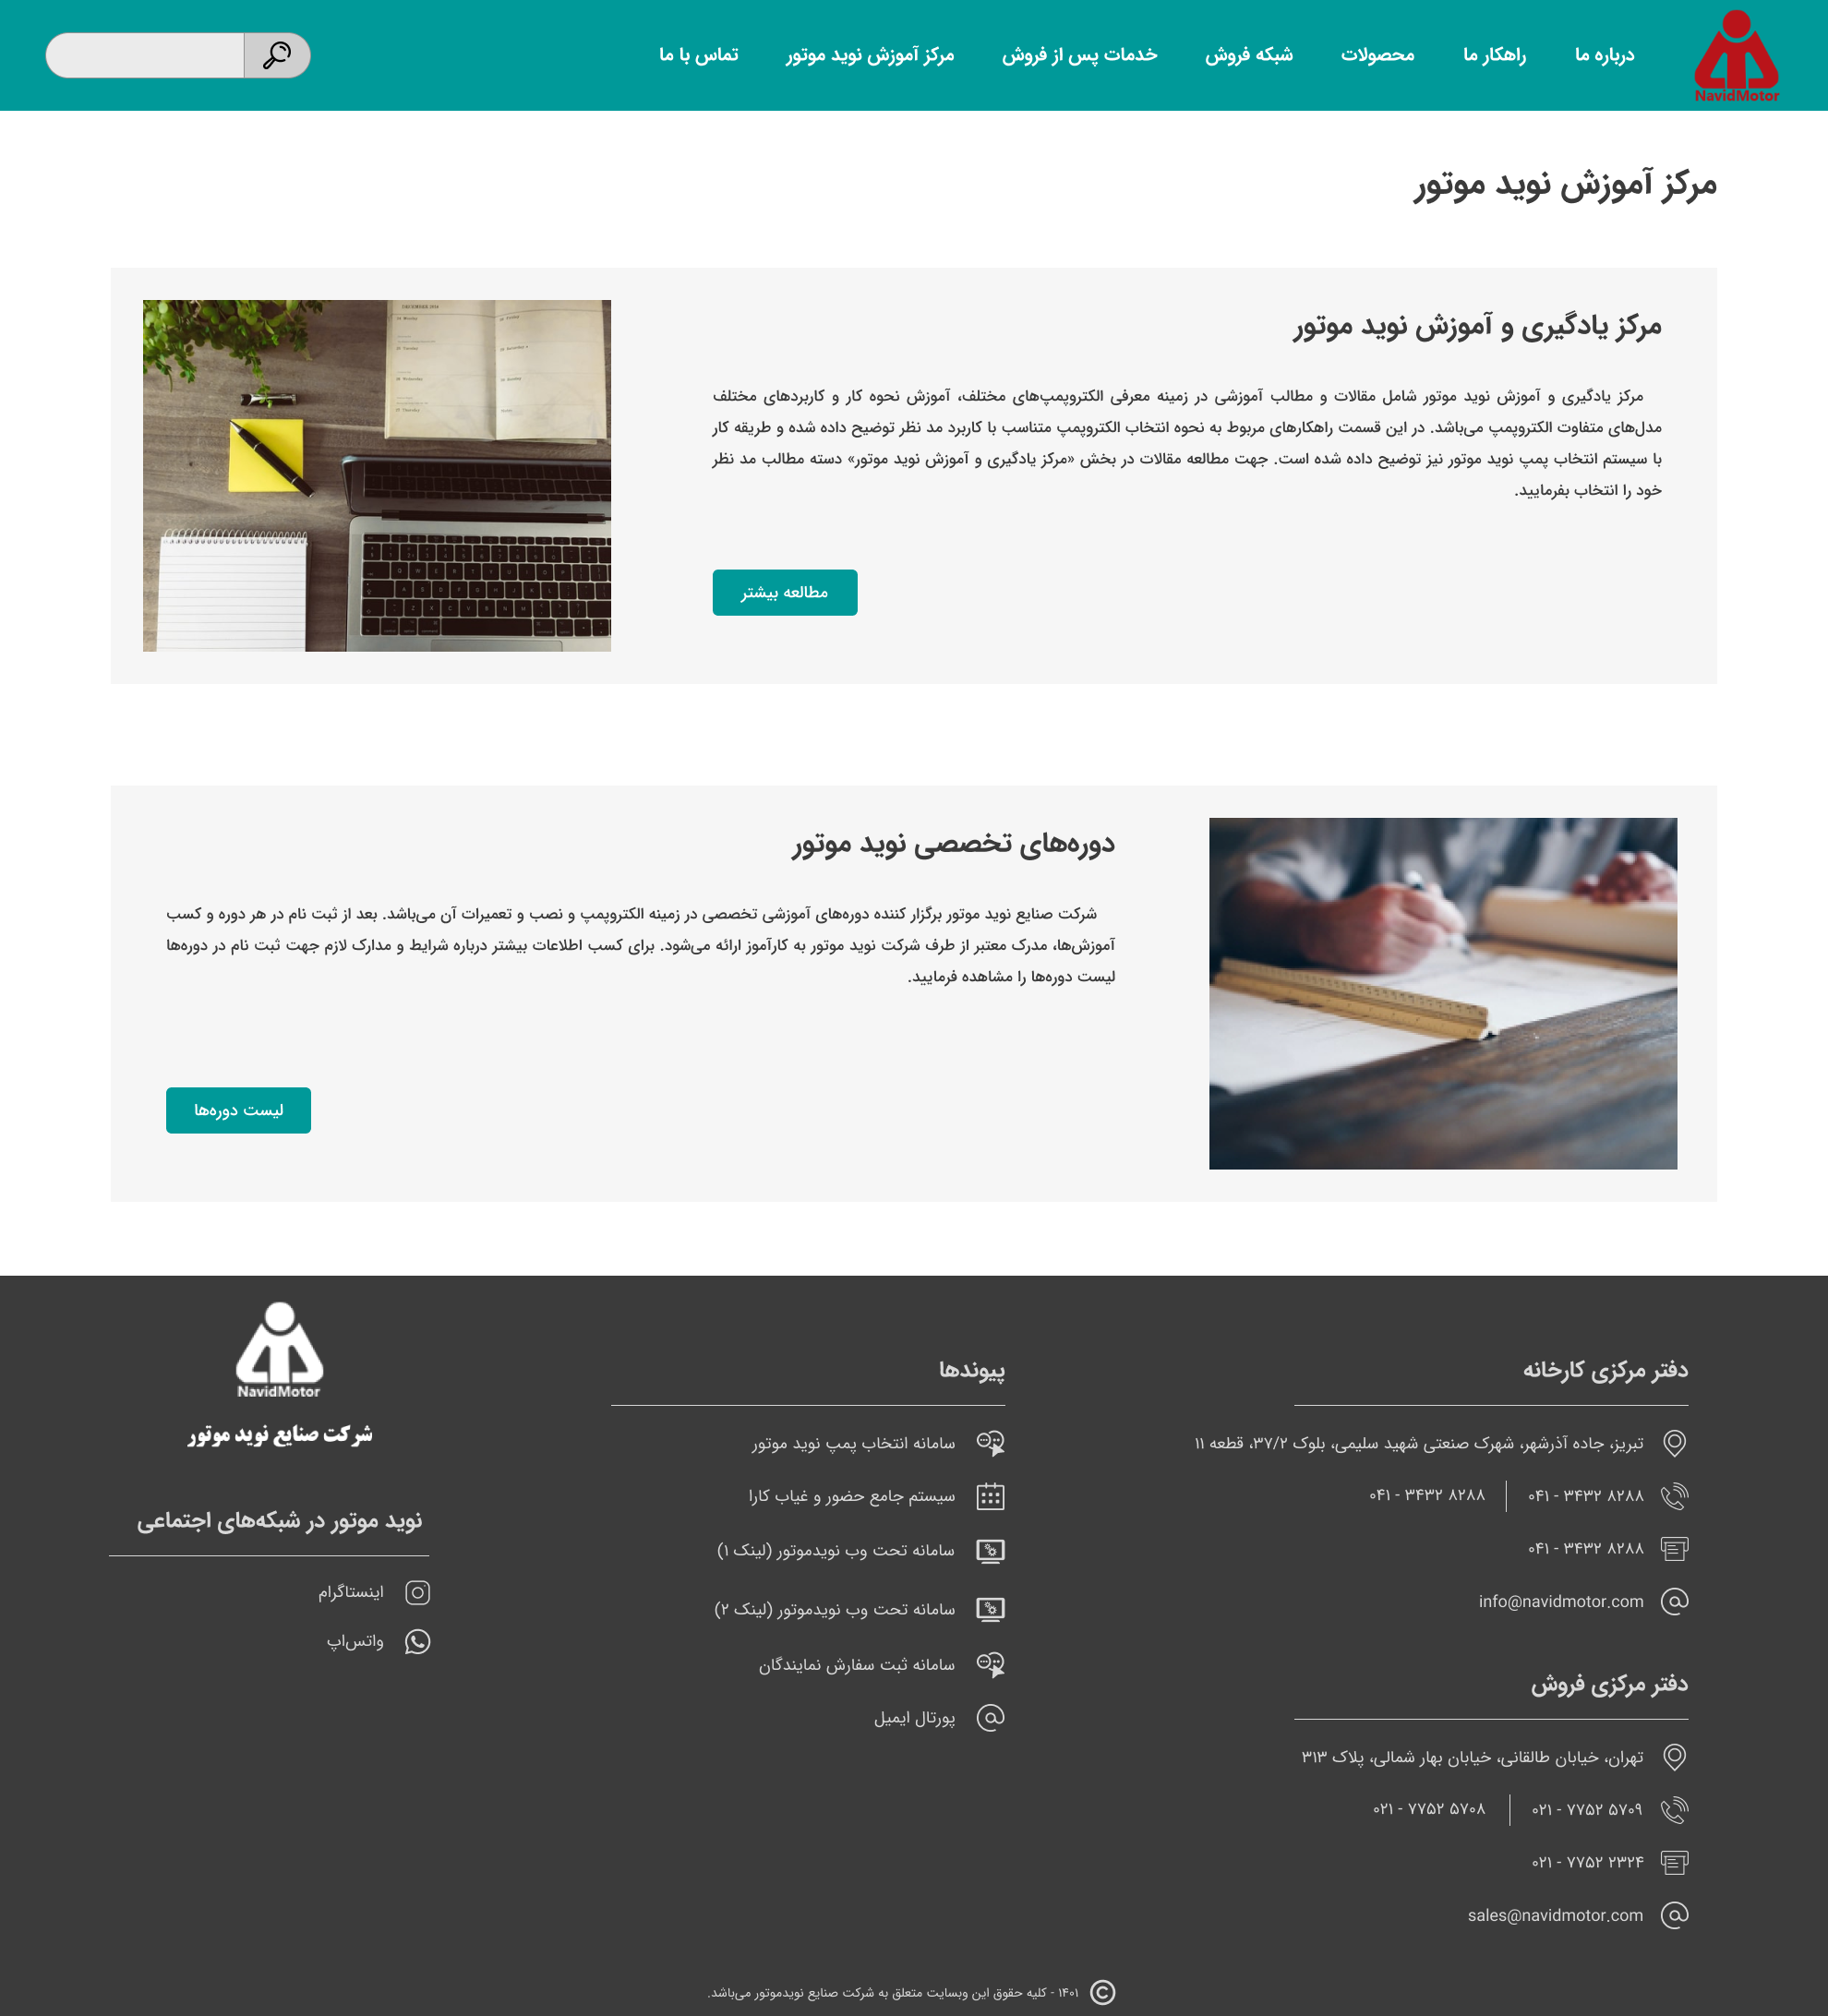 NavidMotor
درباره ما
راهکار ما
محصولات
شبکه فروش
خدمات پس از فروش
مرکز آموزش نوید موتور
تماس با ما
مرکز آموزش نوید موتور
مرکز یادگیری و آموزش نوید موتور
مرکز یادگیری و آموزش نوید موتور شامل مقالات و مطالب آموزشی در زمینه معرفی الکتروپمپ‌های مختلف، آموزش نحوه کار و کاربردهای مختلف
مدل‌های متفاوت الکتروپمپ می‌باشد. در این قسمت راهکارهای مربوط به نحوه انتخاب الکتروپمپ متناسب با کاربرد مد نظر توضیح داده شده و طریقه کار
با سیستم انتخاب پمپ نوید موتور نیز توضیح داده شده است. جهت مطالعه مقالات در بخش «مرکز یادگیری و آموزش نوید موتور» دسته مطالب مد نظر
خود را انتخاب بفرمایید.
مطالعه بیشتر
دوره‌های تخصصی نوید موتور
شرکت صنایع نوید موتور برگزار کننده دوره‌های آموزشی تخصصی در زمینه الکتروپمپ و نصب و تعمیرات آن می‌باشد. بعد از ثبت نام در هر دوره و کسب
آموزش‌ها، مدرک معتبر از طرف شرکت نوید موتور به کارآموز ارائه می‌شود. برای کسب اطلاعات بیشتر درباره شرایط و مدارک لازم جهت ثبت نام در دوره‌ها
لیست دوره‌ها را مشاهده فرمایید.
لیست دوره‌ها
دفتر مرکزی کارخانه
تبریز، جاده آذرشهر، شهرک صنعتی شهید سلیمی، بلوک ۳۷/۲، قطعه ۱۱
۰۴۱ - ۳۴۳۲ ۸۲۸۸
۰۴۱ - ۳۴۳۲ ۸۲۸۸
۰۴۱ - ۳۴۳۲ ۸۲۸۸
info@navidmotor.com
دفتر مرکزی فروش
تهران، خیابان طالقانی، خیابان بهار شمالی، پلاک ۳۱۳
۰۲۱ - ۷۷۵۲ ۵۷۰۹
۰۲۱ - ۷۷۵۲ ۵۷۰۸
۰۲۱ - ۷۷۵۲ ۲۳۲۴
sales@navidmotor.com
پیوندها
سامانه انتخاب پمپ نوید موتور
سیستم جامع حضور و غیاب کارا
سامانه تحت وب نویدموتور (لینک ۱)
سامانه تحت وب نویدموتور (لینک ۲)
سامانه ثبت سفارش نمایندگان
پورتال ایمیل
NavidMotor
شرکت صنایع نوید موتور
نوید موتور در شبکه‌های اجتماعی
اینستاگرام
واتس‌اپ
© ۱۴۰۱ - کلیه حقوق این وبسایت متعلق به شرکت صنایع نویدموتور می‌باشد.